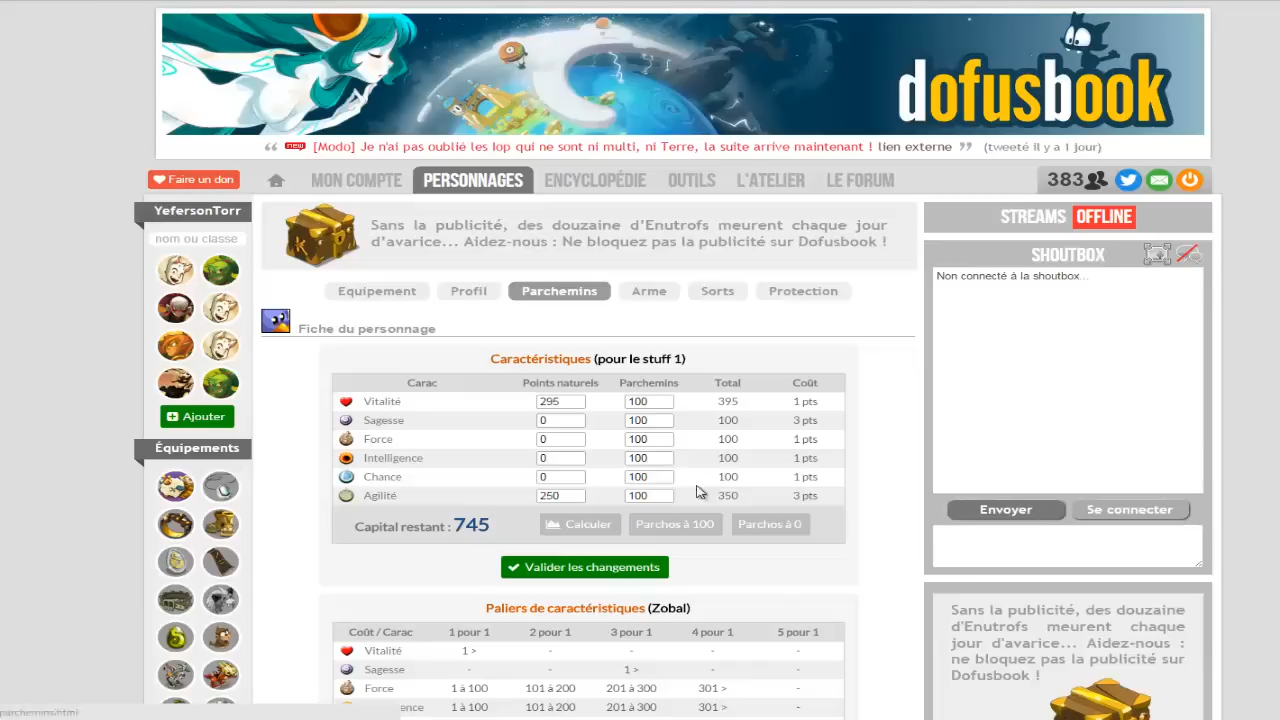 dofusbook
“ new [Modo] Je n'ai pas oublié les Iop qui ne sont ni multi, ni Terre, la suite arrive maintenant ! lien externe ” (tweeté il y a 1 jour)
Faire un don
MON COMPTE PERSONNAGES ENCYCLOPÉDIE OUTILS L'ATELIER LE FORUM
383
YefersonTorr
nom ou classe
Ajouter
Équipements
Sans la publicité, des douzaine d'Enutrofs meurent chaque jour
d'avarice... Aidez-nous : Ne bloquez pas la publicité sur Dofusbook !
Equipement Profil Parchemins Arme Sorts Protection
Fiche du personnage
Caractéristiques (pour le stuff 1)
Carac Points naturels Parchemins Total Coût
Vitalité 295 100 395 1 pts
Sagesse 0 100 100 3 pts
Force 0 100 100 1 pts
Intelligence 0 100 100 1 pts
Chance 0 100 100 1 pts
Agilité 250 100 350 3 pts
Capital restant : 745 Calculer Parchos à 100 Parchos à 0
Valider les changements
Paliers de caractéristiques (Zobal)
Coût / Carac 1 pour 1 2 pour 1 3 pour 1 4 pour 1 5 pour 1
Vitalité 1 > - - - -
Sagesse - - 1 > - -
Force 1 à 100 101 à 200 201 à 300 301 > -
ence 1 à 100 101 à 200 201 à 300 301 > -
STREAMS OFFLINE
SHOUTBOX
Non connecté à la shoutbox...
Envoyer Se connecter
Sans la publicité, des douzaine
d'Enutrofs meurent chaque
jour d'avarice... Aidez-nous :
ne bloquez pas la publicité sur
Dofusbook !
parchemins.html